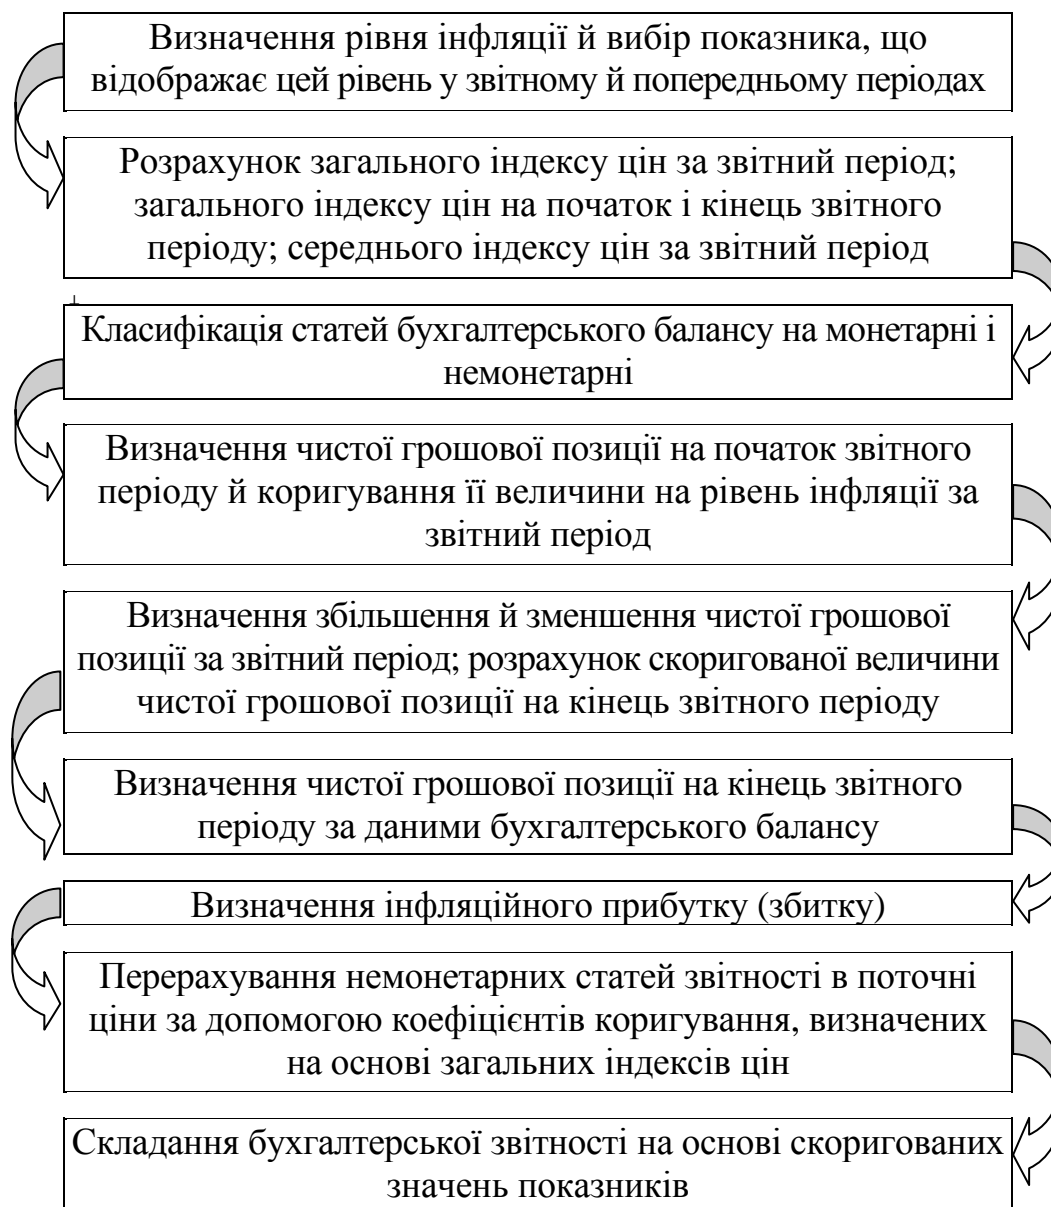 Визначення рівня інфляції й вибір показника, що
відображає цей рівень у звітному й попередньому періодах
Розрахунок загального індексу цін за звітний період;
загального індексу цін на початок і кінець звітного
періоду; середнього індексу цін за звітний період
Класифікація статей бухгалтерського балансу на монетарні і
немонетарні
Визначення чистої грошової позиції на початок звітного
періоду й коригування її величини на рівень інфляції за
звітний період
Визначення збільшення й зменшення чистої грошової
позиції за звітний період; розрахунок скоригованої величини
чистої грошової позиції на кінець звітного періоду
Визначення чистої грошової позиції на кінець звітного
періоду за даними бухгалтерського балансу
Визначення інфляційного прибутку (збитку)
Перерахування немонетарних статей звітності в поточні
ціни за допомогою коефіцієнтів коригування, визначених
на основі загальних індексів цін
Складання бухгалтерської звітності на основі скоригованих
значень показників